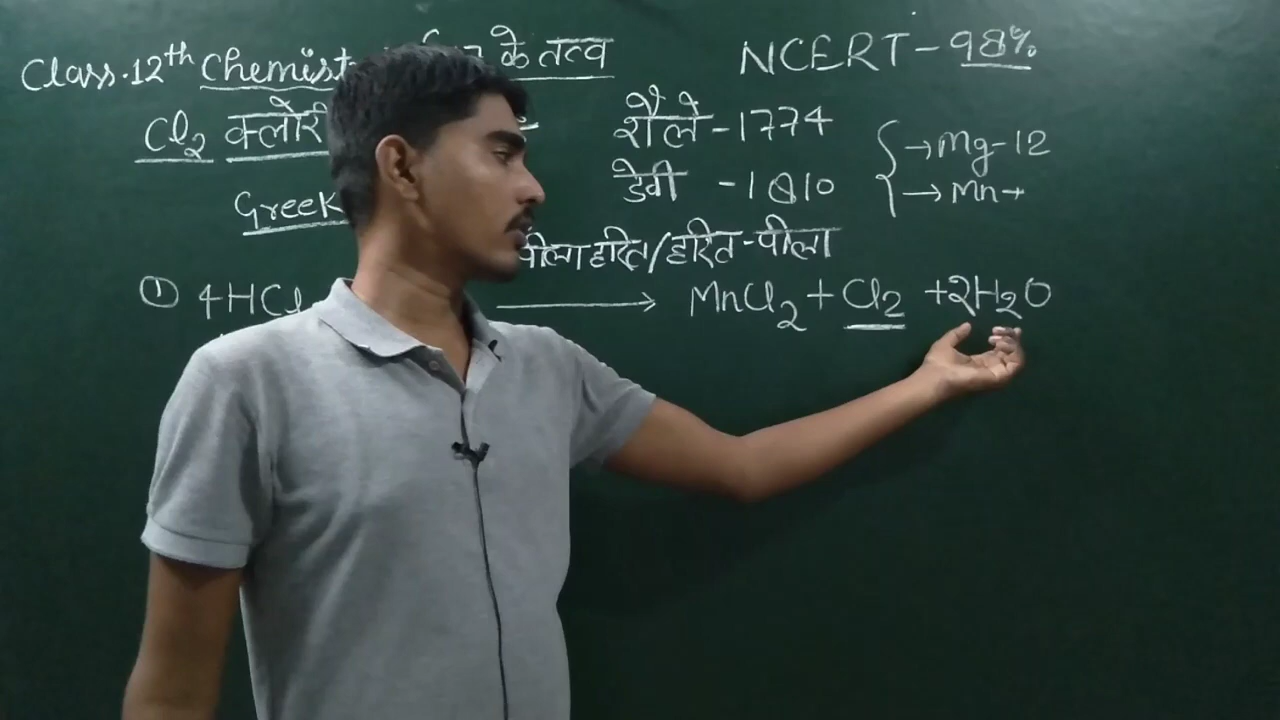 Class.12th Chemist के तत्व NCERT-98%
Cl2 क्लोरी शैले-1774 →Mg-12
डेवी -1810 →Mn→
Greek
पीला हरित/हरित-पीला
① 4HCl ⟶ MnCl2+Cl2 +2H2O